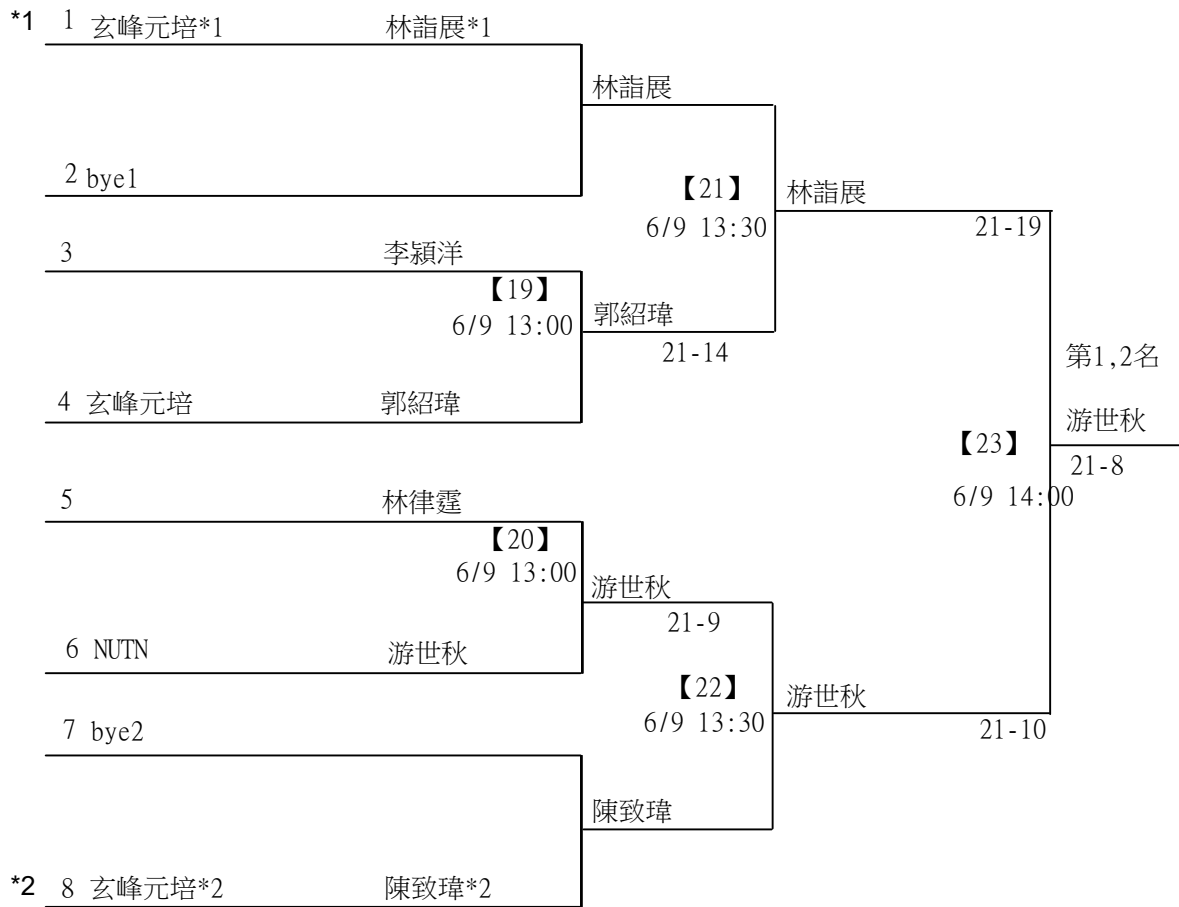 *1 1 玄峰元培*1 林詣展*1
林詣展
2 bye1
【21】
林詣展
6/9 13:30
21-19
3 李潁洋
【19】
6/9 13:00
郭紹瑋
21-14
第1,2名
4 玄峰元培 郭紹瑋
游世秋
【23】
21-8
6/9 14:00
5 林律霆
【20】
6/9 13:00
游世秋
21-9
6 NUTN 游世秋
【22】
游世秋
6/9 13:30
21-10
7 bye2
陳致瑋
*2 8 玄峰元培*2 陳致瑋*2